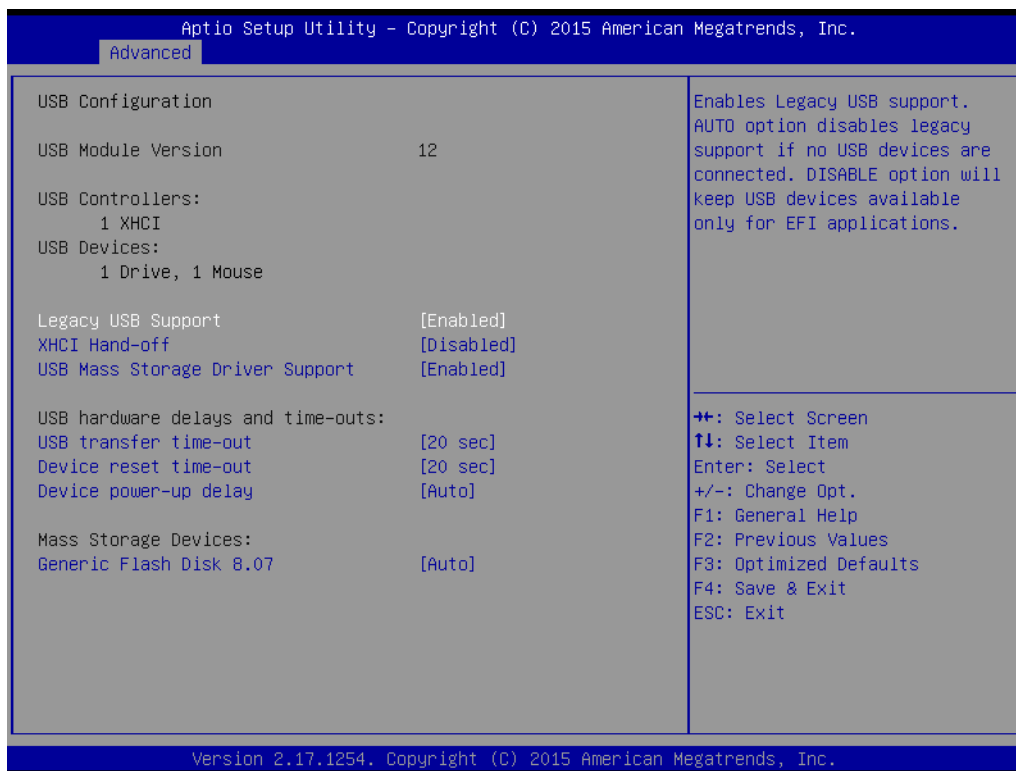 Aptio Setup Utility – Copyright (C) 2015 American Megatrends, Inc.
Advanced
USB Configuration
USB Module Version 12
USB Controllers:
1 XHCI
USB Devices:
1 Drive, 1 Mouse
Legacy USB Support [Enabled]
XHCI Hand-off [Disabled]
USB Mass Storage Driver Support [Enabled]
USB hardware delays and time-outs:
USB transfer time-out [20 sec]
Device reset time-out [20 sec]
Device power-up delay [Auto]
Mass Storage Devices:
Generic Flash Disk 8.07 [Auto]
Enables Legacy USB support.
AUTO option disables legacy
support if no USB devices are
connected. DISABLE option will
keep USB devices available
only for EFI applications.
→←: Select Screen
↑↓: Select Item
Enter: Select
+/-: Change Opt.
F1: General Help
F2: Previous Values
F3: Optimized Defaults
F4: Save & Exit
ESC: Exit
Version 2.17.1254. Copyright (C) 2015 American Megatrends, Inc.